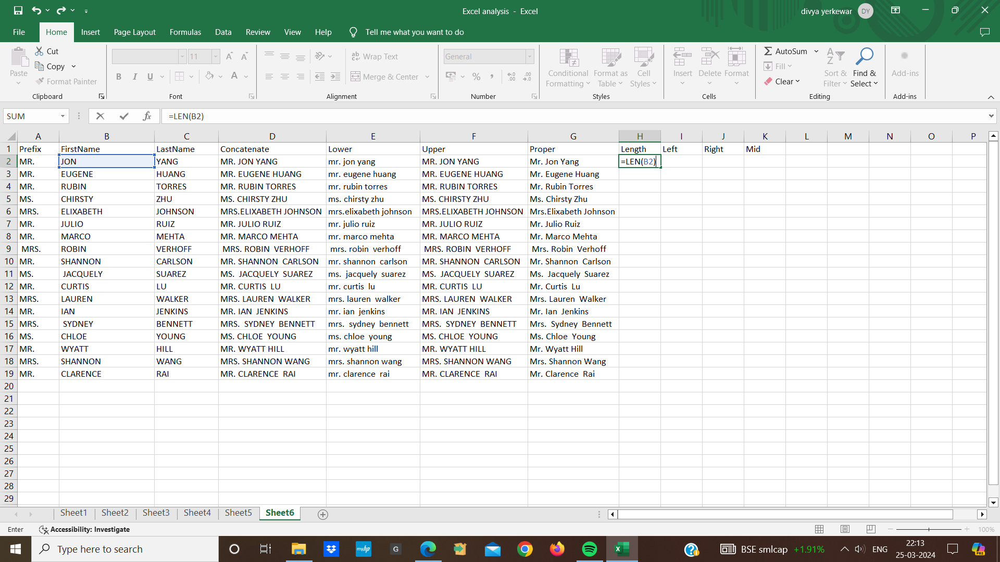 Excel analysis - Excel
divya yerkewar DY
File Home Insert Page Layout Formulas Data Review View Help Tell me what you want to do
Paste
Cut
Copy
Format Painter
Clipboard
11 A A
B I U A
Font
ab Wrap Text
Merge & Center
Alignment
General
% , .00 .00
Number
Conditional Formatting
Format as Table
Cell Styles
Styles
Insert Delete Format
Cells
AutoSum
Fill
Clear
Sort & Filter
Find & Select
Editing
Add-ins
Add-ins
SUM fx =LEN(B2)
A B C D E F G H I J K L M N O P
1 Prefix FirstName LastName Concatenate Lower Upper Proper Length Left Right Mid
2 MR. JON YANG MR. JON YANG mr. jon yang MR. JON YANG Mr. Jon Yang =LEN(B2)
3 MR. EUGENE HUANG MR. EUGENE HUANG mr. eugene huang MR. EUGENE HUANG Mr. Eugene Huang
4 MR. RUBIN TORRES MR. RUBIN TORRES mr. rubin torres MR. RUBIN TORRES Mr. Rubin Torres
5 MS. CHIRSTY ZHU MS. CHIRSTY ZHU ms. chirsty zhu MS. CHIRSTY ZHU Ms. Chirsty Zhu
6 MRS. ELIXABETH JOHNSON MRS.ELIXABETH JOHNSON mrs.elixabeth johnson MRS.ELIXABETH JOHNSON Mrs.Elixabeth Johnson
7 MR. JULIO RUIZ MR. JULIO RUIZ mr. julio ruiz MR. JULIO RUIZ Mr. Julio Ruiz
8 MR. MARCO MEHTA MR. MARCO MEHTA mr. marco mehta MR. MARCO MEHTA Mr. Marco Mehta
9 MRS. ROBIN VERHOFF MRS. ROBIN VERHOFF mrs. robin verhoff MRS. ROBIN VERHOFF Mrs. Robin Verhoff
10 MR. SHANNON CARLSON MR. SHANNON CARLSON mr. shannon carlson MR. SHANNON CARLSON Mr. Shannon Carlson
11 MS. JACQUELY SUAREZ MS. JACQUELY SUAREZ ms. jacquely suarez MS. JACQUELY SUAREZ Ms. Jacquely Suarez
12 MR. CURTIS LU MR. CURTIS LU mr. curtis lu MR. CURTIS LU Mr. Curtis Lu
13 MRS. LAUREN WALKER MRS. LAUREN WALKER mrs. lauren walker MRS. LAUREN WALKER Mrs. Lauren Walker
14 MR. IAN JENKINS MR. IAN JENKINS mr. ian jenkins MR. IAN JENKINS Mr. Ian Jenkins
15 MRS. SYDNEY BENNETT MRS. SYDNEY BENNETT mrs. sydney bennett MRS. SYDNEY BENNETT Mrs. Sydney Bennett
16 MS. CHLOE YOUNG MS. CHLOE YOUNG ms. chloe young MS. CHLOE YOUNG Ms. Chloe Young
17 MR. WYATT HILL MR. WYATT HILL mr. wyatt hill MR. WYATT HILL Mr. Wyatt Hill
18 MRS. SHANNON WANG MRS. SHANNON WANG mrs. shannon wang MRS. SHANNON WANG Mrs. Shannon Wang
19 MR. CLARENCE RAI MR. CLARENCE RAI mr. clarence rai MR. CLARENCE RAI Mr. Clarence Rai
20
21
22
23
24
25
26
27
28
29
Sheet1 Sheet2 Sheet3 Sheet4 Sheet5 Sheet6
Enter Accessibility: Investigate 100%
Type here to search myhp G BSE smlcap +1.91% ENG 22:13
25-03-2024 PRE